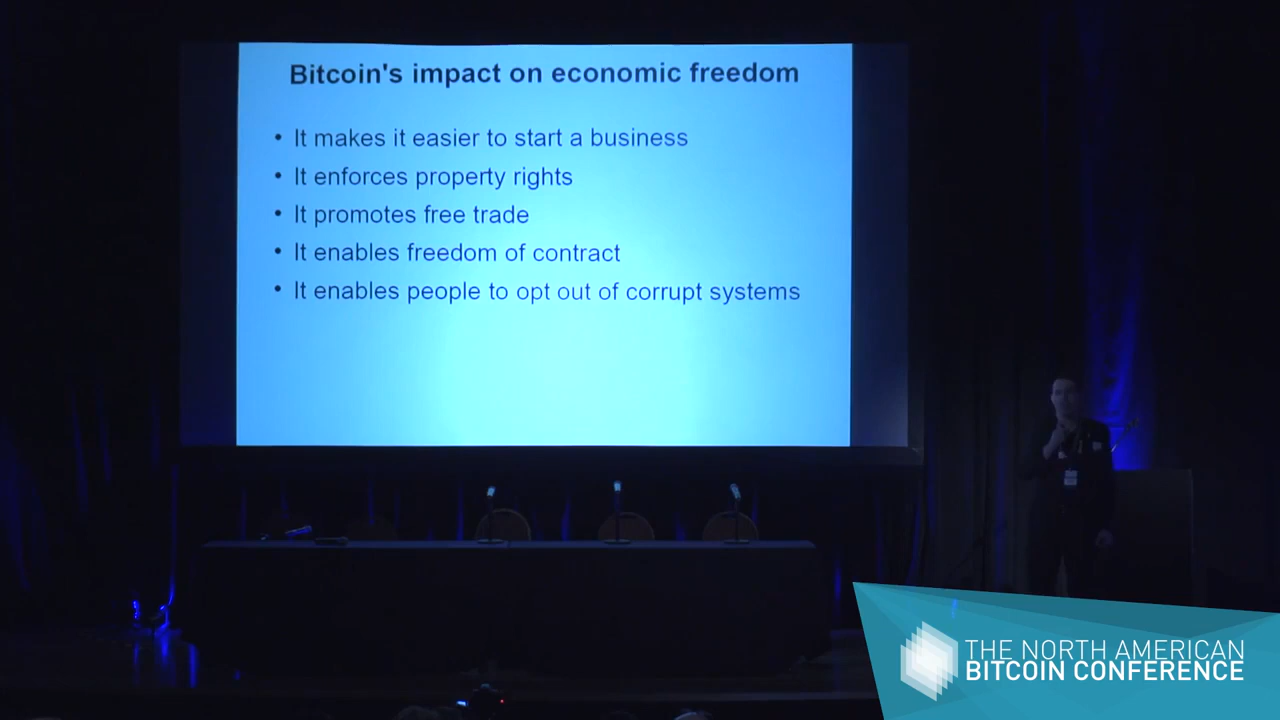 Bitcoin's impact on economic freedom
• It makes it easier to start a business
• It enforces property rights
• It promotes free trade
• It enables freedom of contract
• It enables people to opt out of corrupt systems
THE NORTH AMERICAN
BITCOIN CONFERENCE